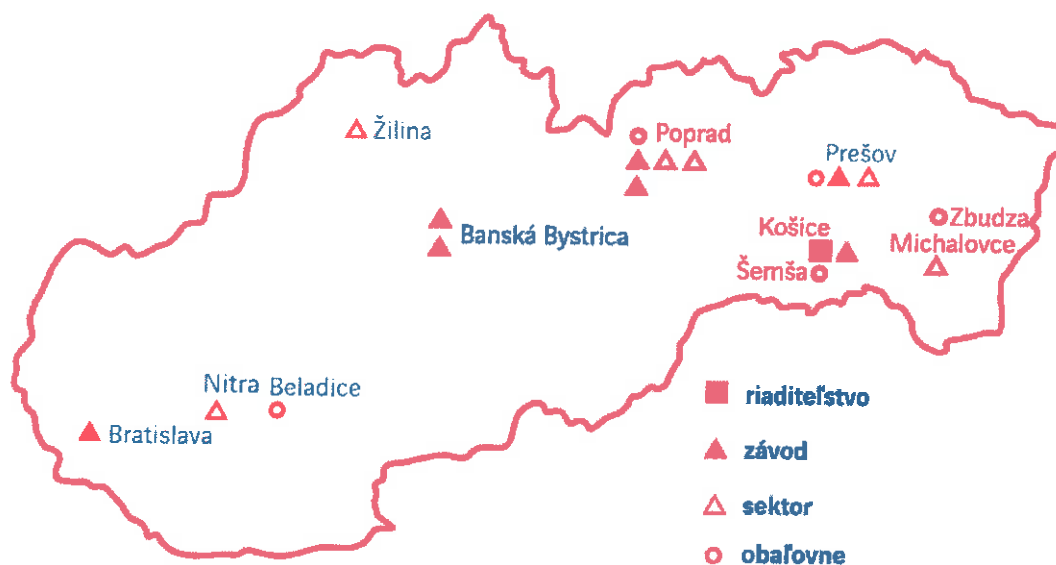 Žilina
Poprad
Prešov
Banská Bystrica
Košice
Zbudza
Michalovce
Šemša
Nitra
Beladice
Bratislava
riaditeľstvo
závod
sektor
obaľovne